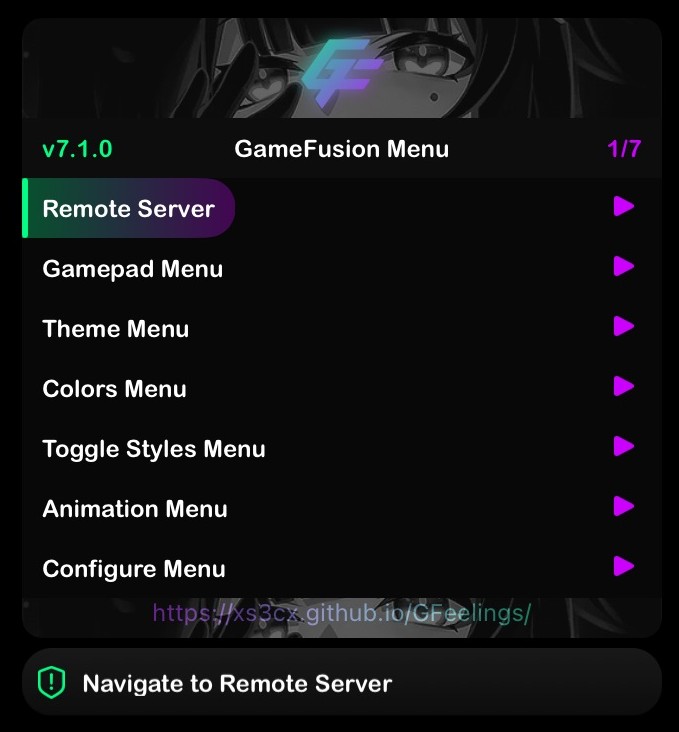 GF
v7.1.0 GameFusion Menu 1/7
Remote Server
Gamepad Menu
Theme Menu
Colors Menu
Toggle Styles Menu
Animation Menu
Configure Menu
https://xs3cx.github.io/GFeelings/
Navigate to Remote Server